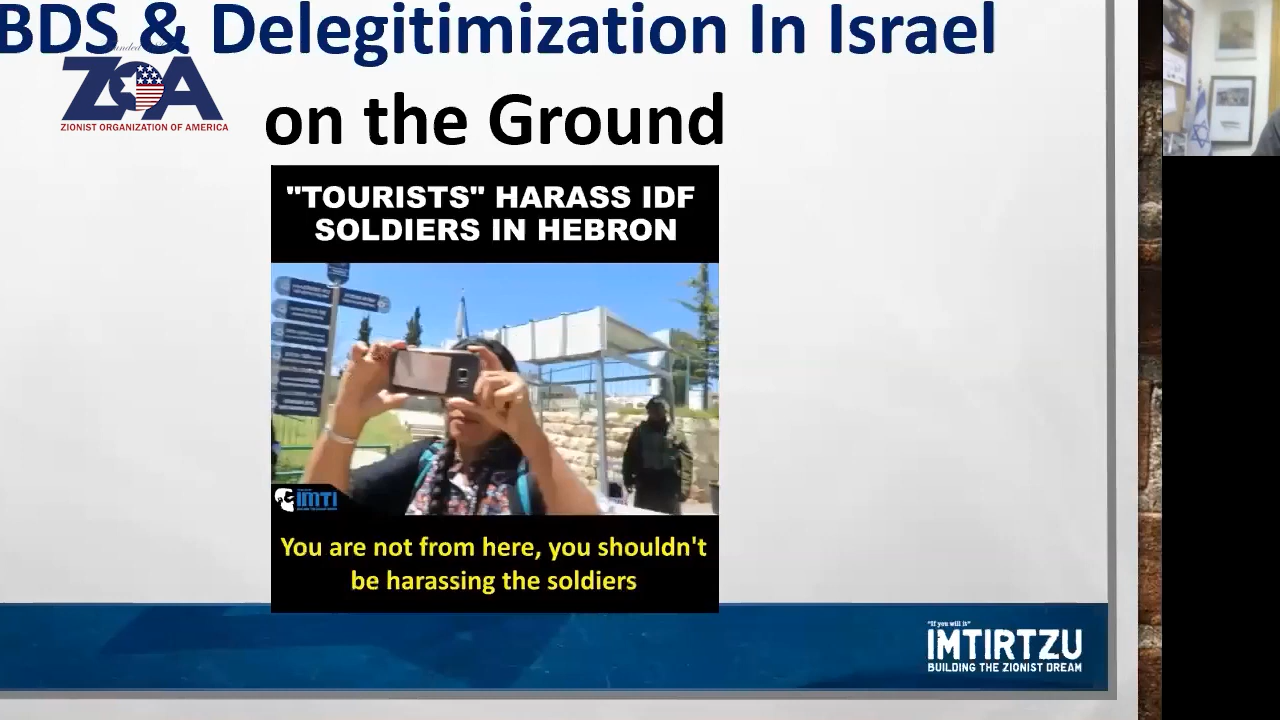 BDS & Delegitimization In Israel
ZOA
ZIONIST ORGANIZATION OF AMERICA
on the Ground
"TOURISTS" HARASS IDF
SOLDIERS IN HEBRON
IMTI
You are not from here, you shouldn't
be harassing the soldiers
"If you will it"
IMTIRTZU
BUILDING THE ZIONIST DREAM